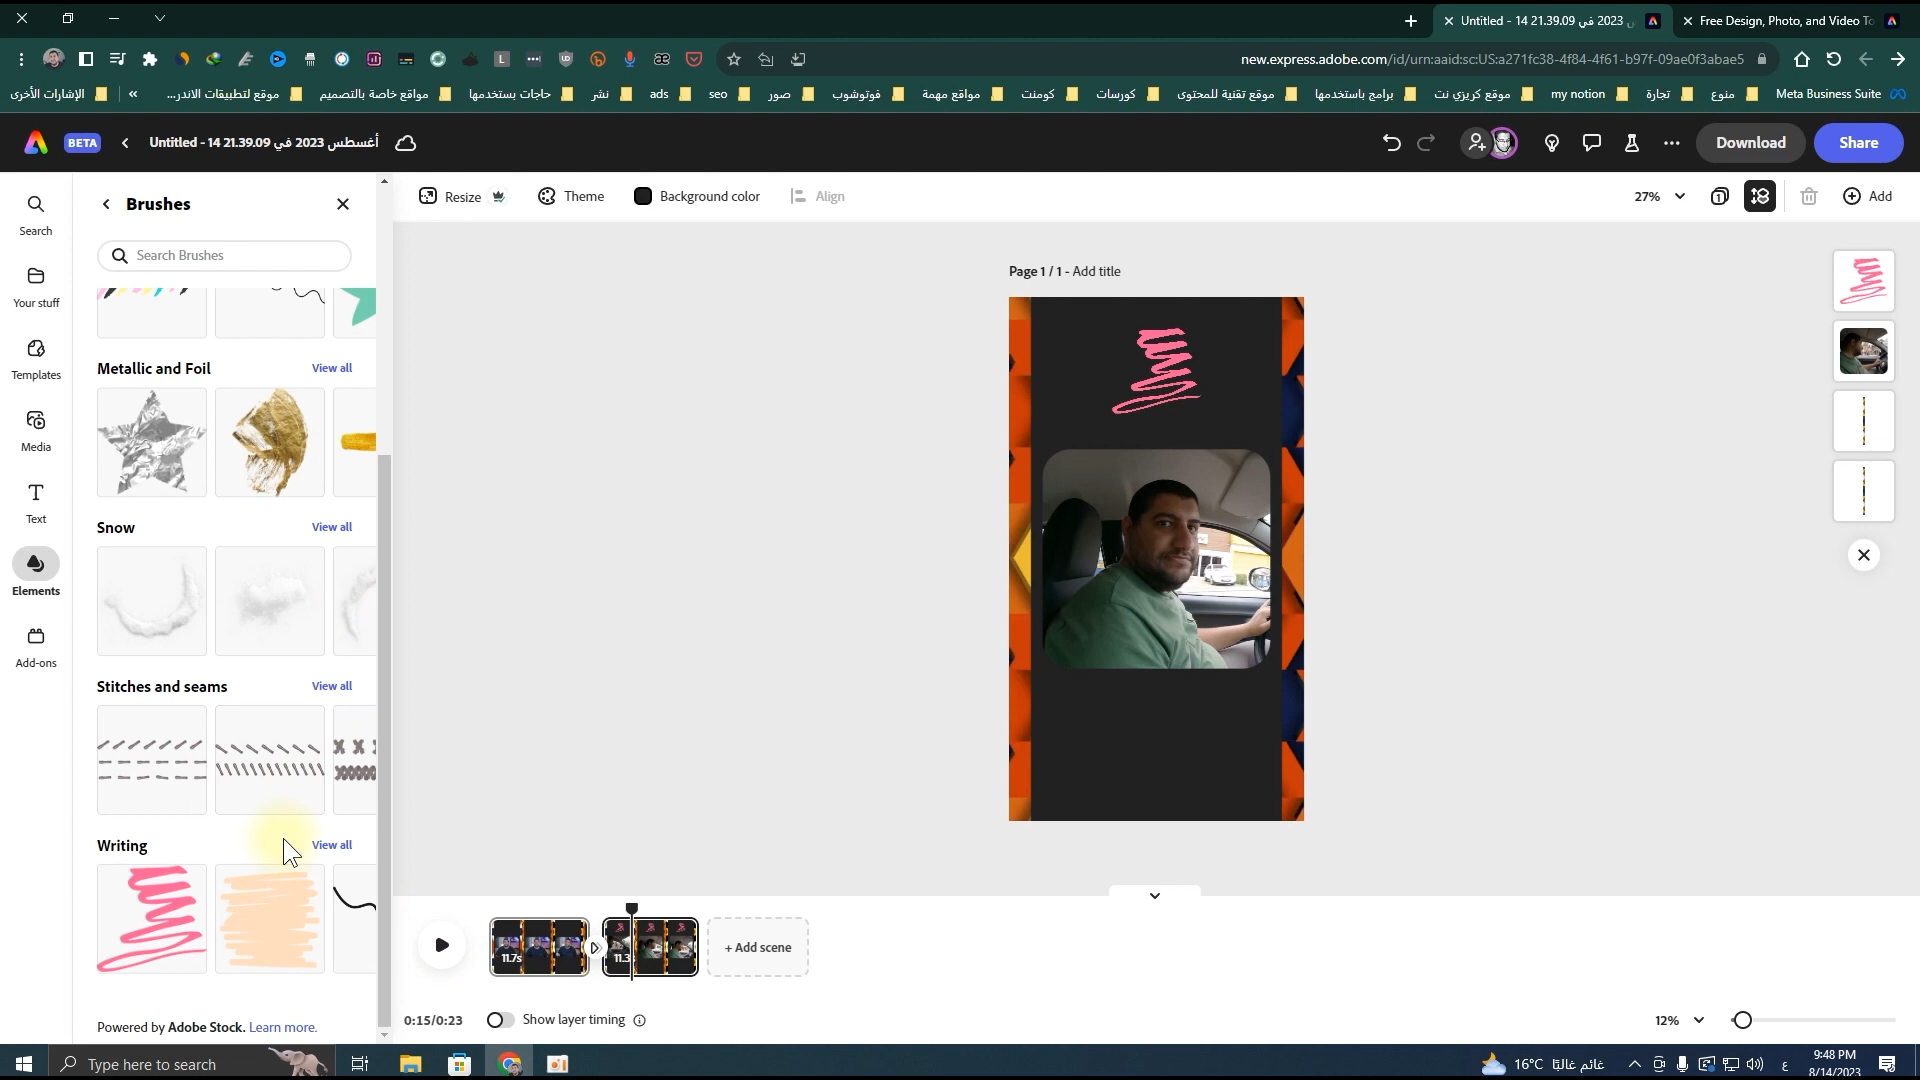 Untitled - 14 أغسطس 2023 في 21.39.09
Free Design, Photo, and Video To
new.express.adobe.com/id/urn:aaid:sc:US:a271fc38-4f84-4f61-b97f-09ae0f3abae5
الإشارات الأخرى
»
موقع لتطبيقات الاندر...
مواقع خاصة بالتصميم
حاجات بستخدمها
نشر
ads
seo
صور
فوتوشوب
مواقع مهمة
كومنت
كورسات
موقع تقنية للمحتوى
برامج باستخدمها
موقع كريزي نت
my notion
تجارة
منوع
Meta Business Suite
BETA
Untitled - 14 أغسطس 2023 في 21.39.09
Download
Share
Search
Your stuff
Templates
Media
Text
Elements
Add-ons
Brushes
Search Brushes
Metallic and Foil
View all
Snow
View all
Stitches and seams
View all
Writing
View all
Powered by Adobe Stock. Learn more.
Resize
Theme
Background color
Align
27%
Add
Page 1 / 1 - Add title
11.7s
11.3
+ Add scene
0:15/0:23
Show layer timing
12%
Type here to search
16°C غائم غالبًا
ع
9:48 PM
8/14/2023